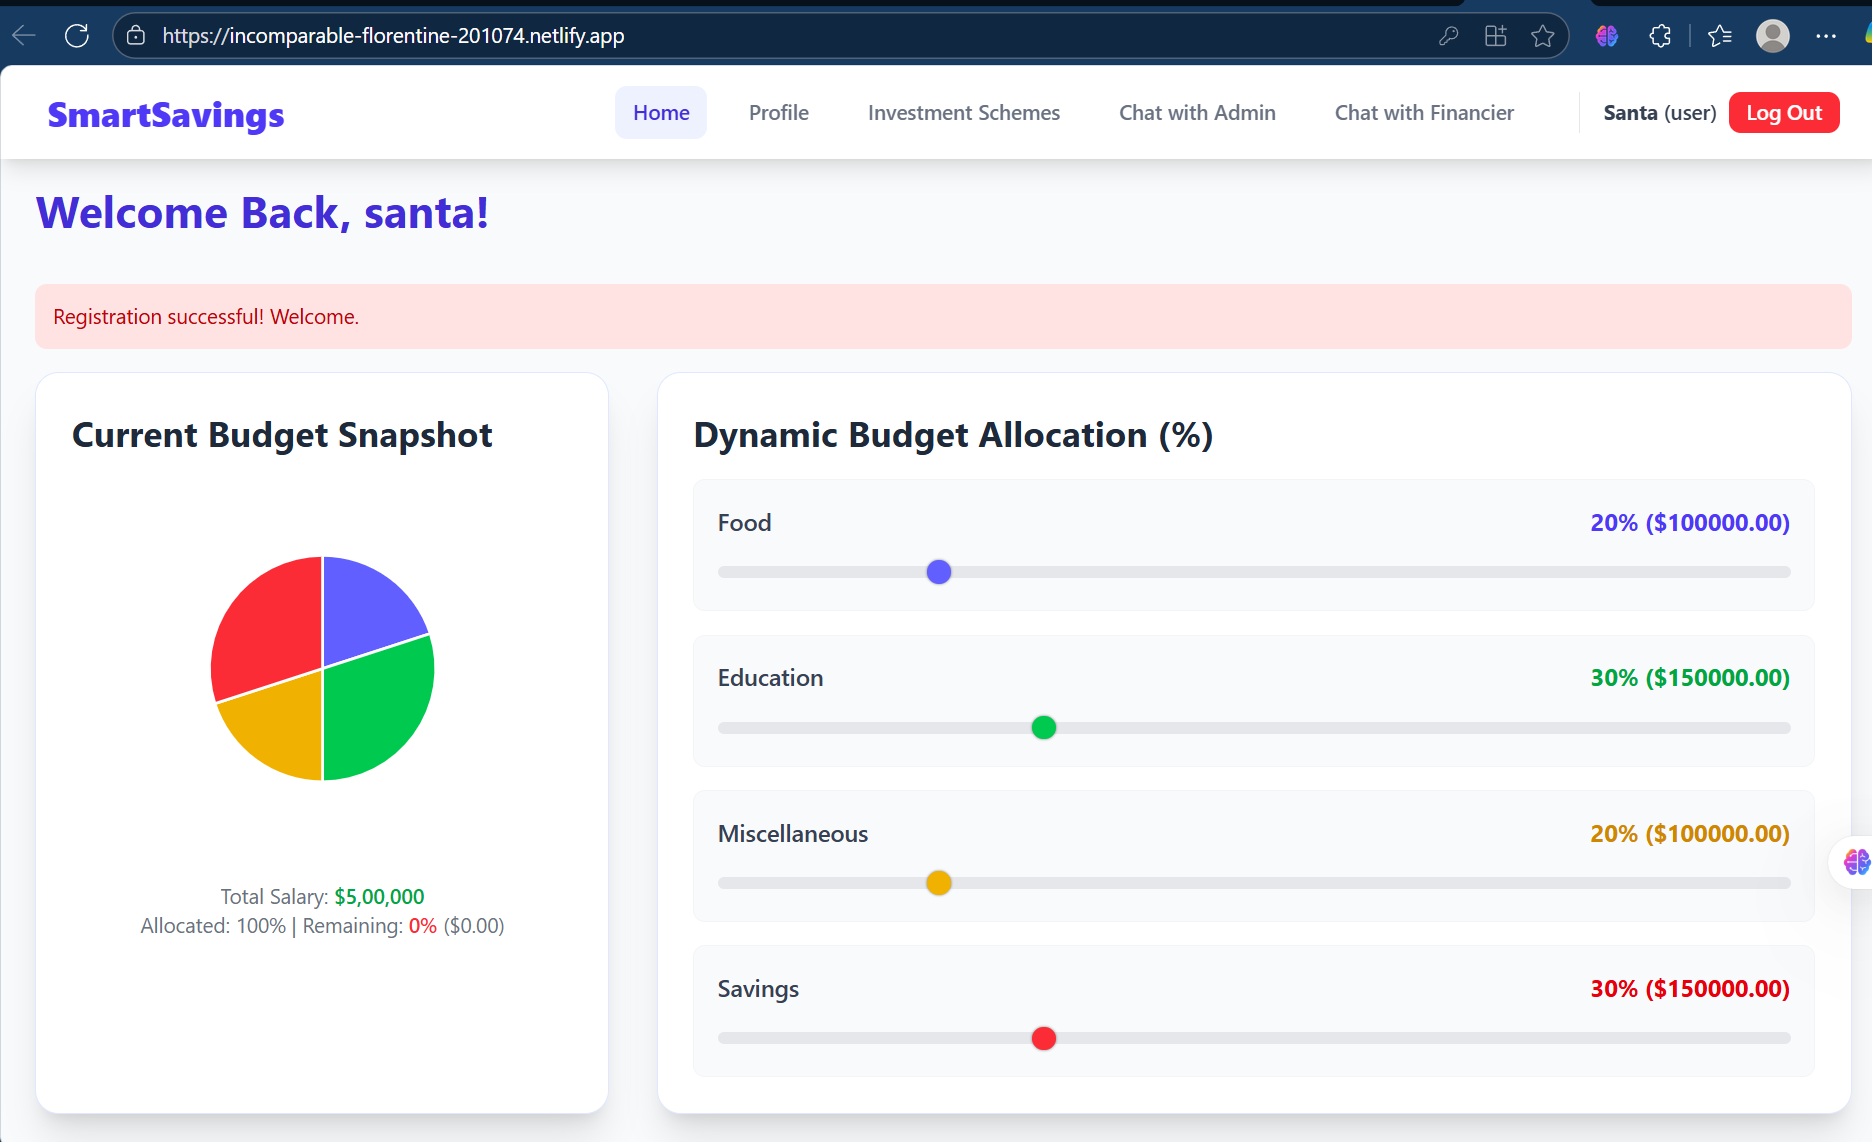 https://incomparable-florentine-201074.netlify.app
SmartSavings
Home Profile Investment Schemes Chat with Admin Chat with Financier Santa (user) Log Out
Welcome Back, santa!
Registration successful! Welcome.
Current Budget Snapshot
Total Salary: $5,00,000
Allocated: 100% | Remaining: 0% ($0.00)
Dynamic Budget Allocation (%)
Food 20% ($100000.00)
Education 30% ($150000.00)
Miscellaneous 20% ($100000.00)
Savings 30% ($150000.00)